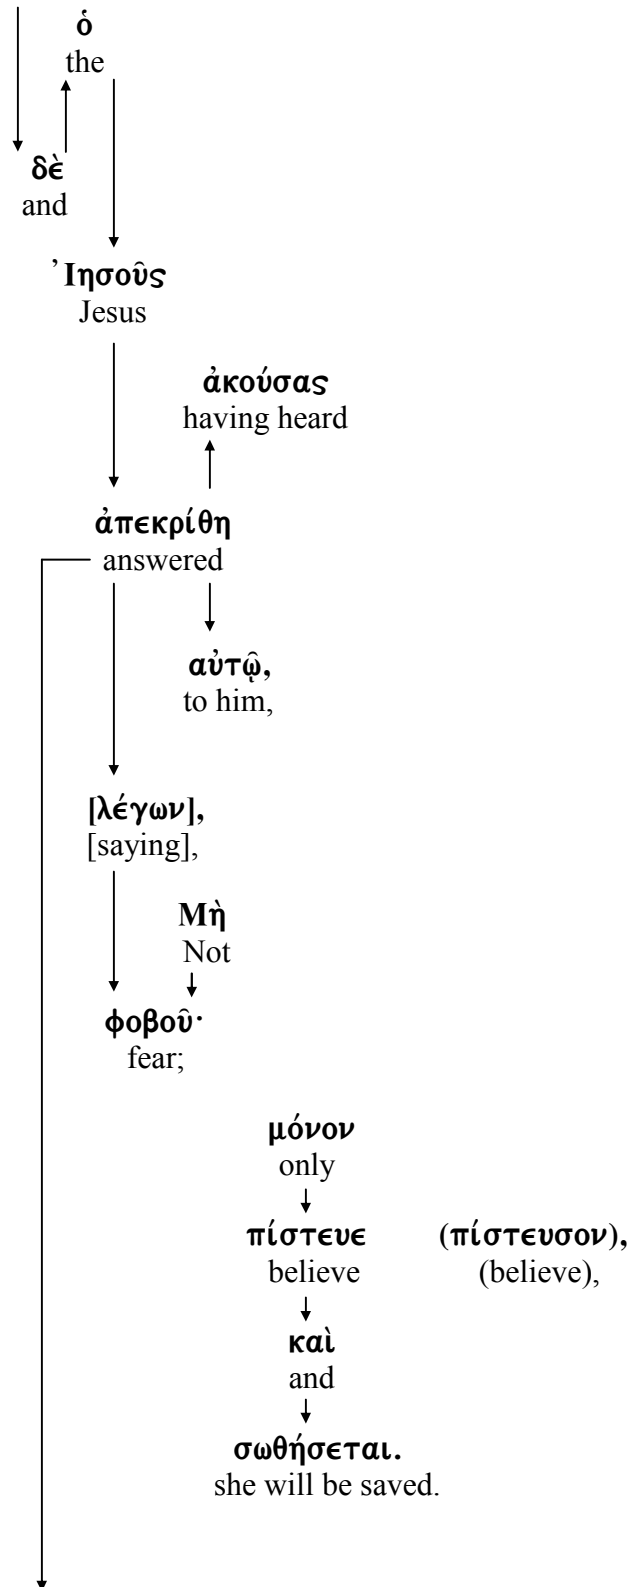 ὁ
the
δὲ
and
Ἰησοῦς
Jesus
ἀκούσας
having heard
ἀπεκρίθη
answered
αὐτῷ,
to him,
[λέγων],
[saying],
Μὴ
Not
φοβοῦ·
fear;
μόνον
only
πίστευε (πίστευσον),
believe (believe),
καὶ
and
σωθήσεται.
she will be saved.